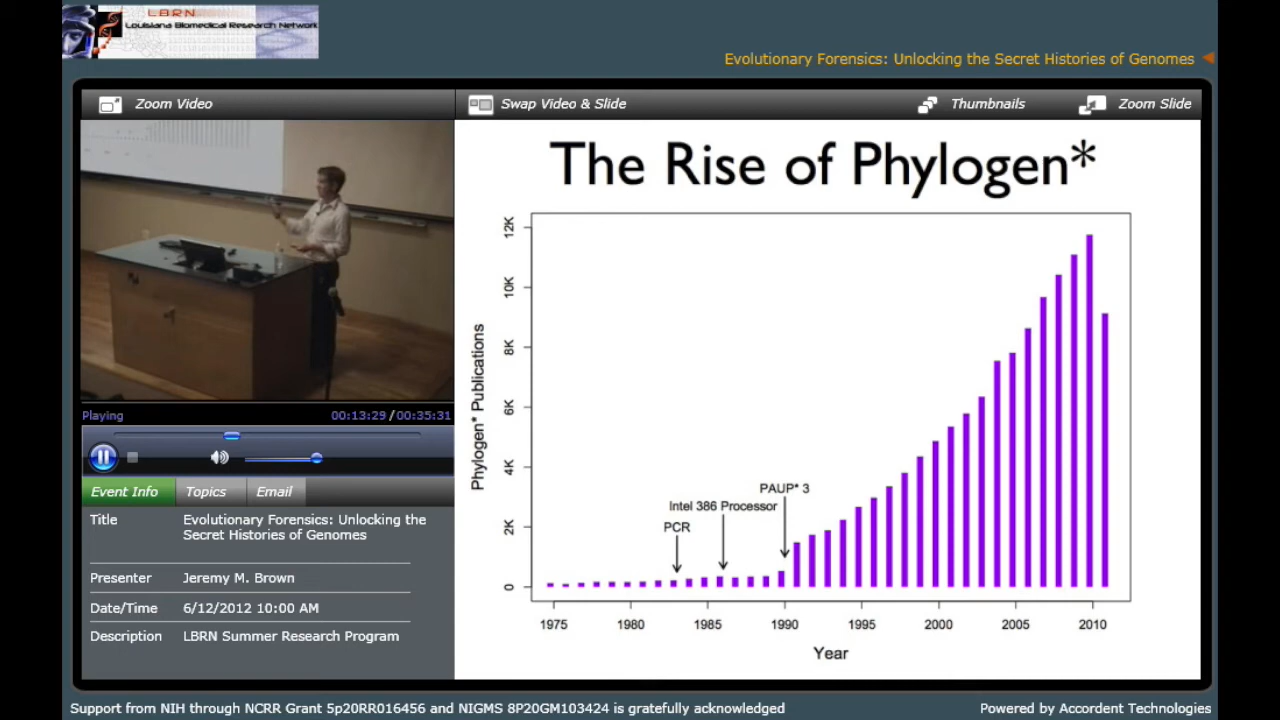 LBRN
Louisiana Biomedical Research Network
Evolutionary Forensics: Unlocking the Secret Histories of Genomes
Zoom Video
Swap Video & Slide
Thumbnails
Zoom Slide
The Rise of Phylogen*
Phylogen* Publications
12K
10K
8K
6K
4K
2K
0
PAUP* 3
Intel 386 Processor
PCR
1975 1980 1985 1990 1995 2000 2005 2010
Year
Playing
00:13:29 / 00:35:31
Event Info Topics Email
Title Evolutionary Forensics: Unlocking the
Secret Histories of Genomes
Presenter Jeremy M. Brown
Date/Time 6/12/2012 10:00 AM
Description LBRN Summer Research Program
Support from NIH through NCRR Grant 5p20RR016456 and NIGMS 8P20GM103424 is gratefully acknowledged
Powered by Accordent Technologies